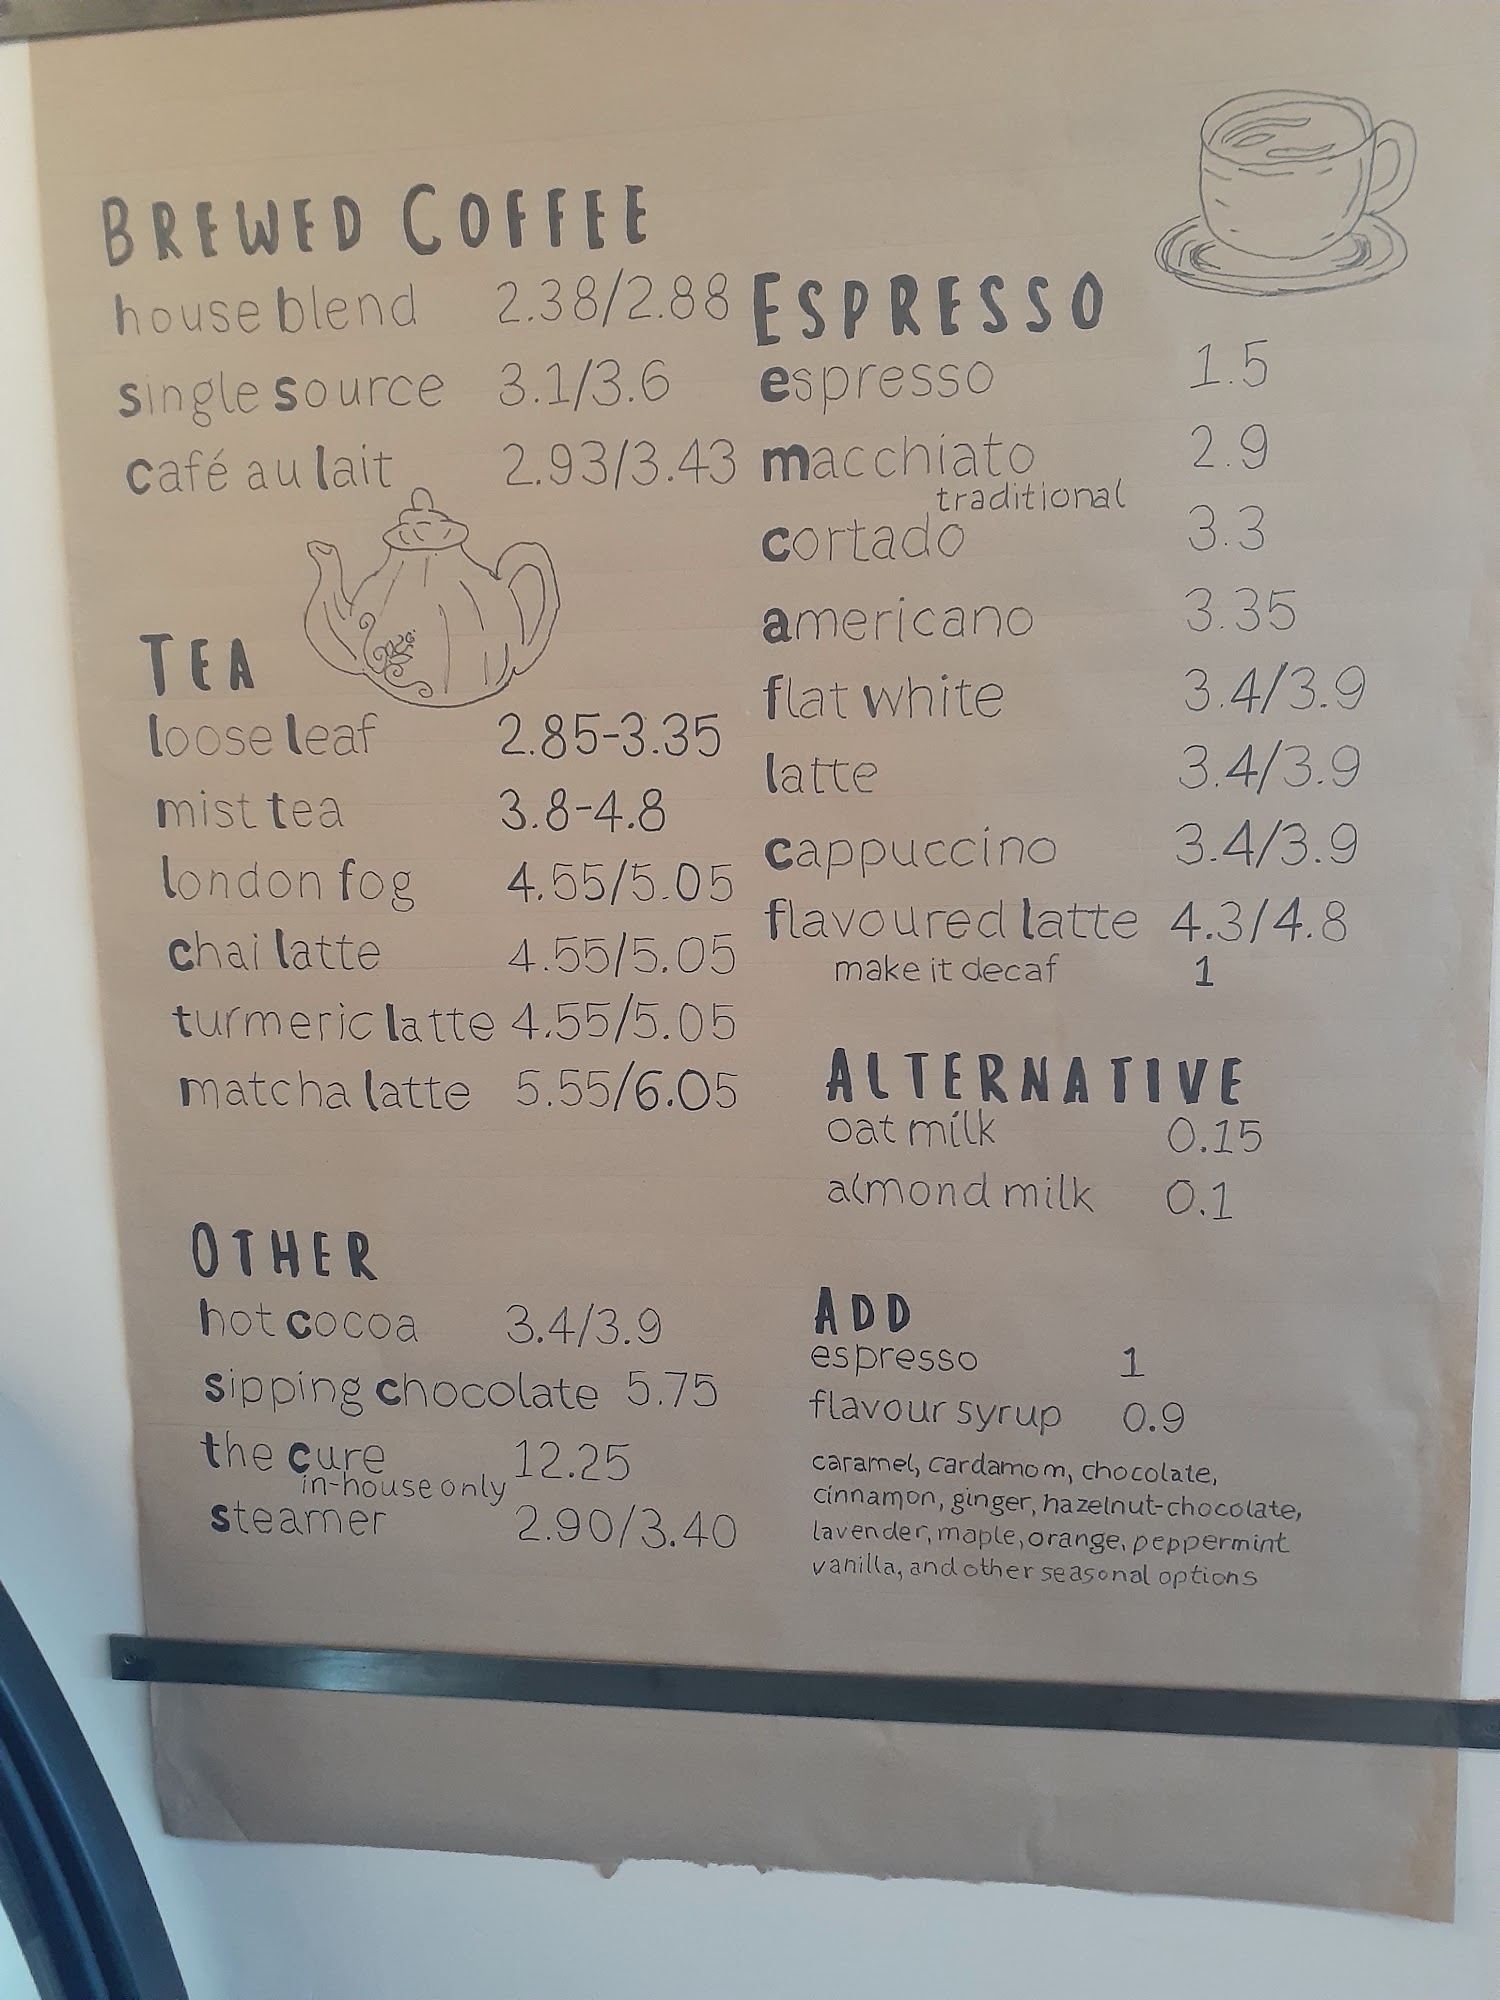 BREWED COFFEE
house blend 2.38/2.88
single source 3.1/3.6
café au lait 2.93/3.43
TEA
loose leaf 2.85-3.35
mist tea 3.8-4.8
london fog 4.55/5.05
chai latte 4.55/5.05
turmeric latte 4.55/5.05
matcha latte 5.55/6.05
OTHER
hot cocoa 3.4/3.9
sipping chocolate 5.75
the cure 12.25
in-house only
steamer 2.90/3.40
ESPRESSO
espresso 1.5
macchiato 2.9
traditional
cortado 3.3
americano 3.35
flat white 3.4/3.9
latte 3.4/3.9
cappuccino 3.4/3.9
flavoured latte 4.3/4.8
make it decaf 1
ALTERNATIVE
oat milk 0.15
almond milk 0.1
ADD
espresso 1
flavour syrup 0.9
caramel, cardamom, chocolate,
cinnamon, ginger, hazelnut-chocolate,
lavender, maple, orange, peppermint
vanilla, and other seasonal options